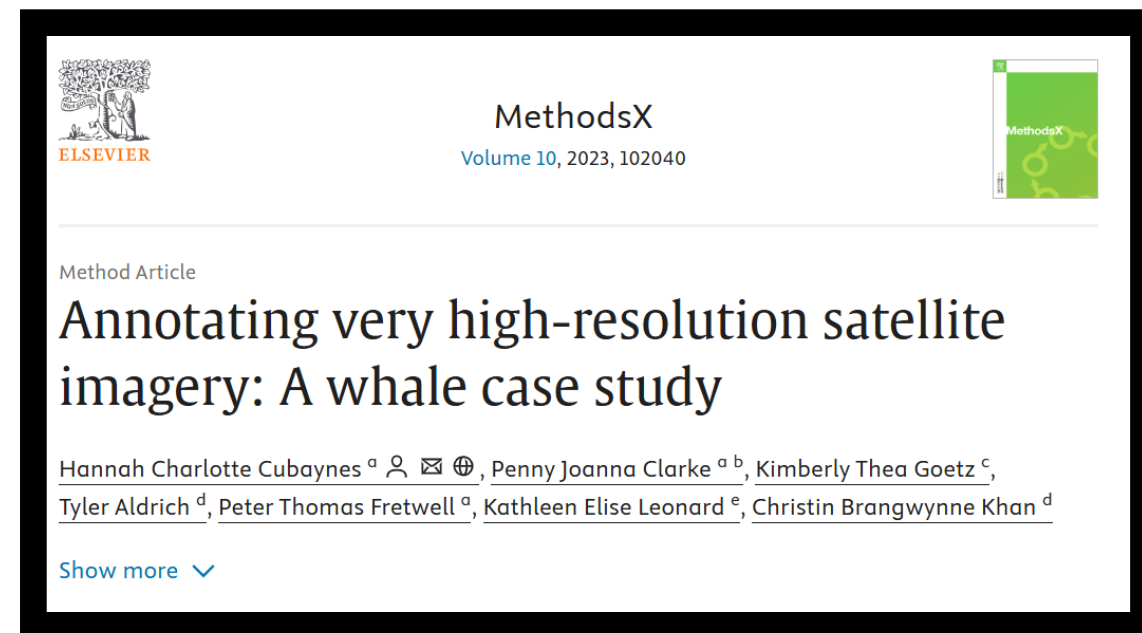 ELSEVIER
MethodsX
Volume 10, 2023, 102040
MethodsX
Method Article
Annotating very high-resolution satellite
imagery: A whale case study
Hannah Charlotte Cubaynes a, Penny Joanna Clarke a b, Kimberly Thea Goetz c,
Tyler Aldrich d, Peter Thomas Fretwell a, Kathleen Elise Leonard e, Christin Brangwynne Khan d
Show more